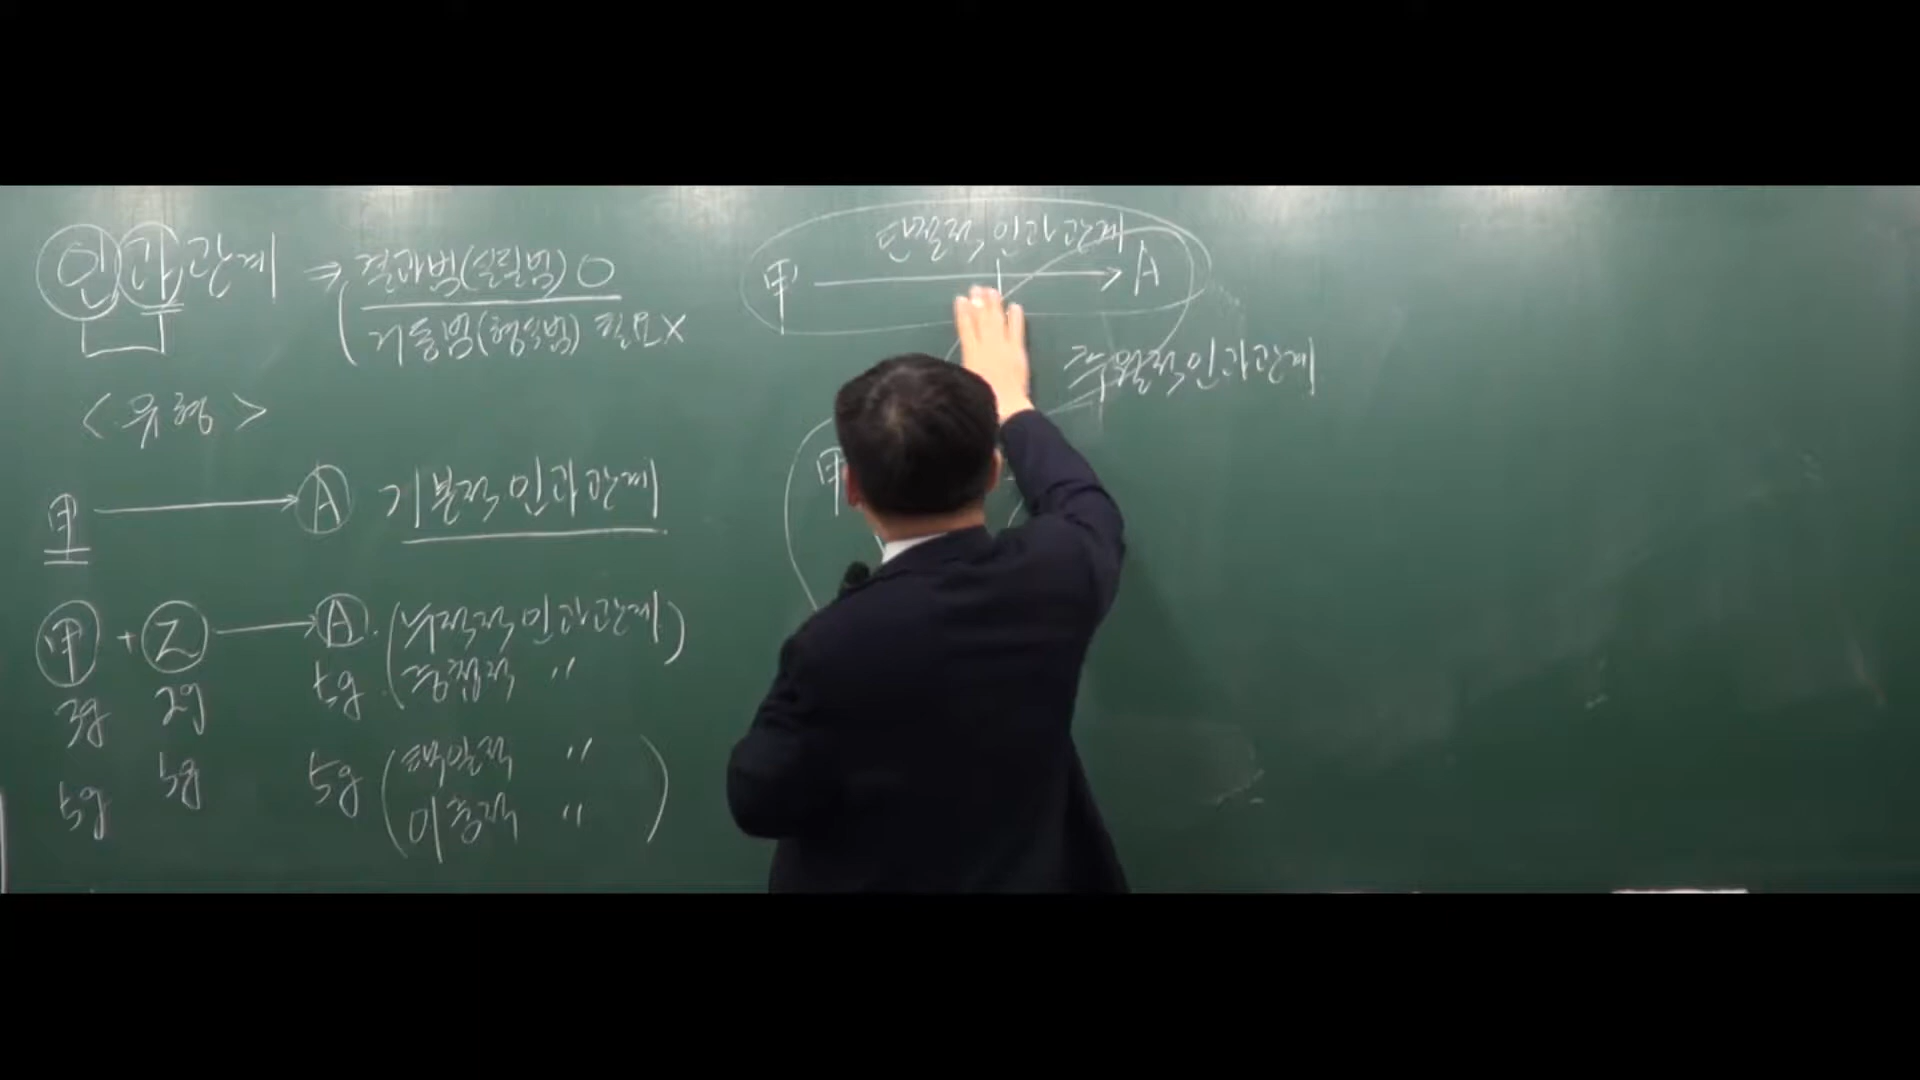 인과관계 ⇒ 결과범(실질범) O
거동범(형식범) 필요X
<유형>
甲 → A 기본적 인과관계
甲 + 乙 → A (누적적 인과관계)
3g 2g 5g (중첩적 〃
5g 5g 5g (택일적 〃 )
이중적 〃
단절적 인과관계
甲 → A
추월적 인과관계
甲